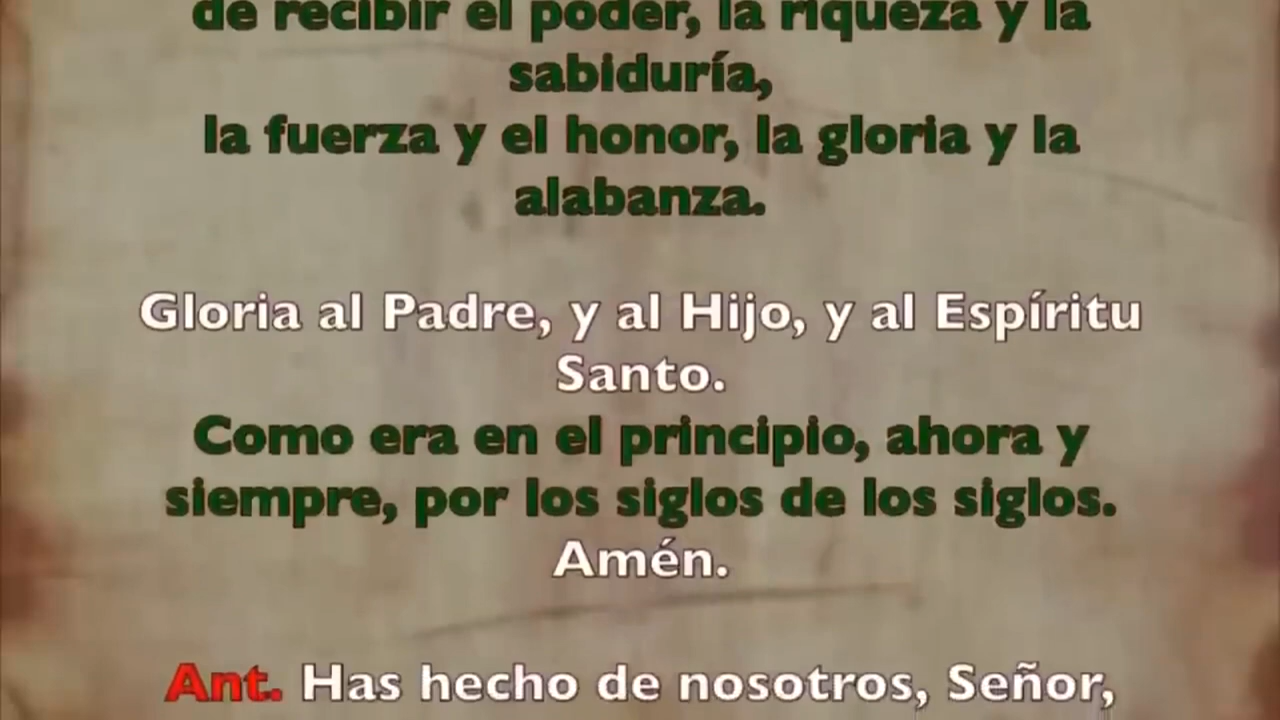 de recibir el poder, la riqueza y la
sabiduría,
la fuerza y el honor, la gloria y la
alabanza.
Gloria al Padre, y al Hijo, y al Espíritu
Santo.
Como era en el principio, ahora y
siempre, por los siglos de los siglos.
Amén.
Ant. Has hecho de nosotros, Señor,